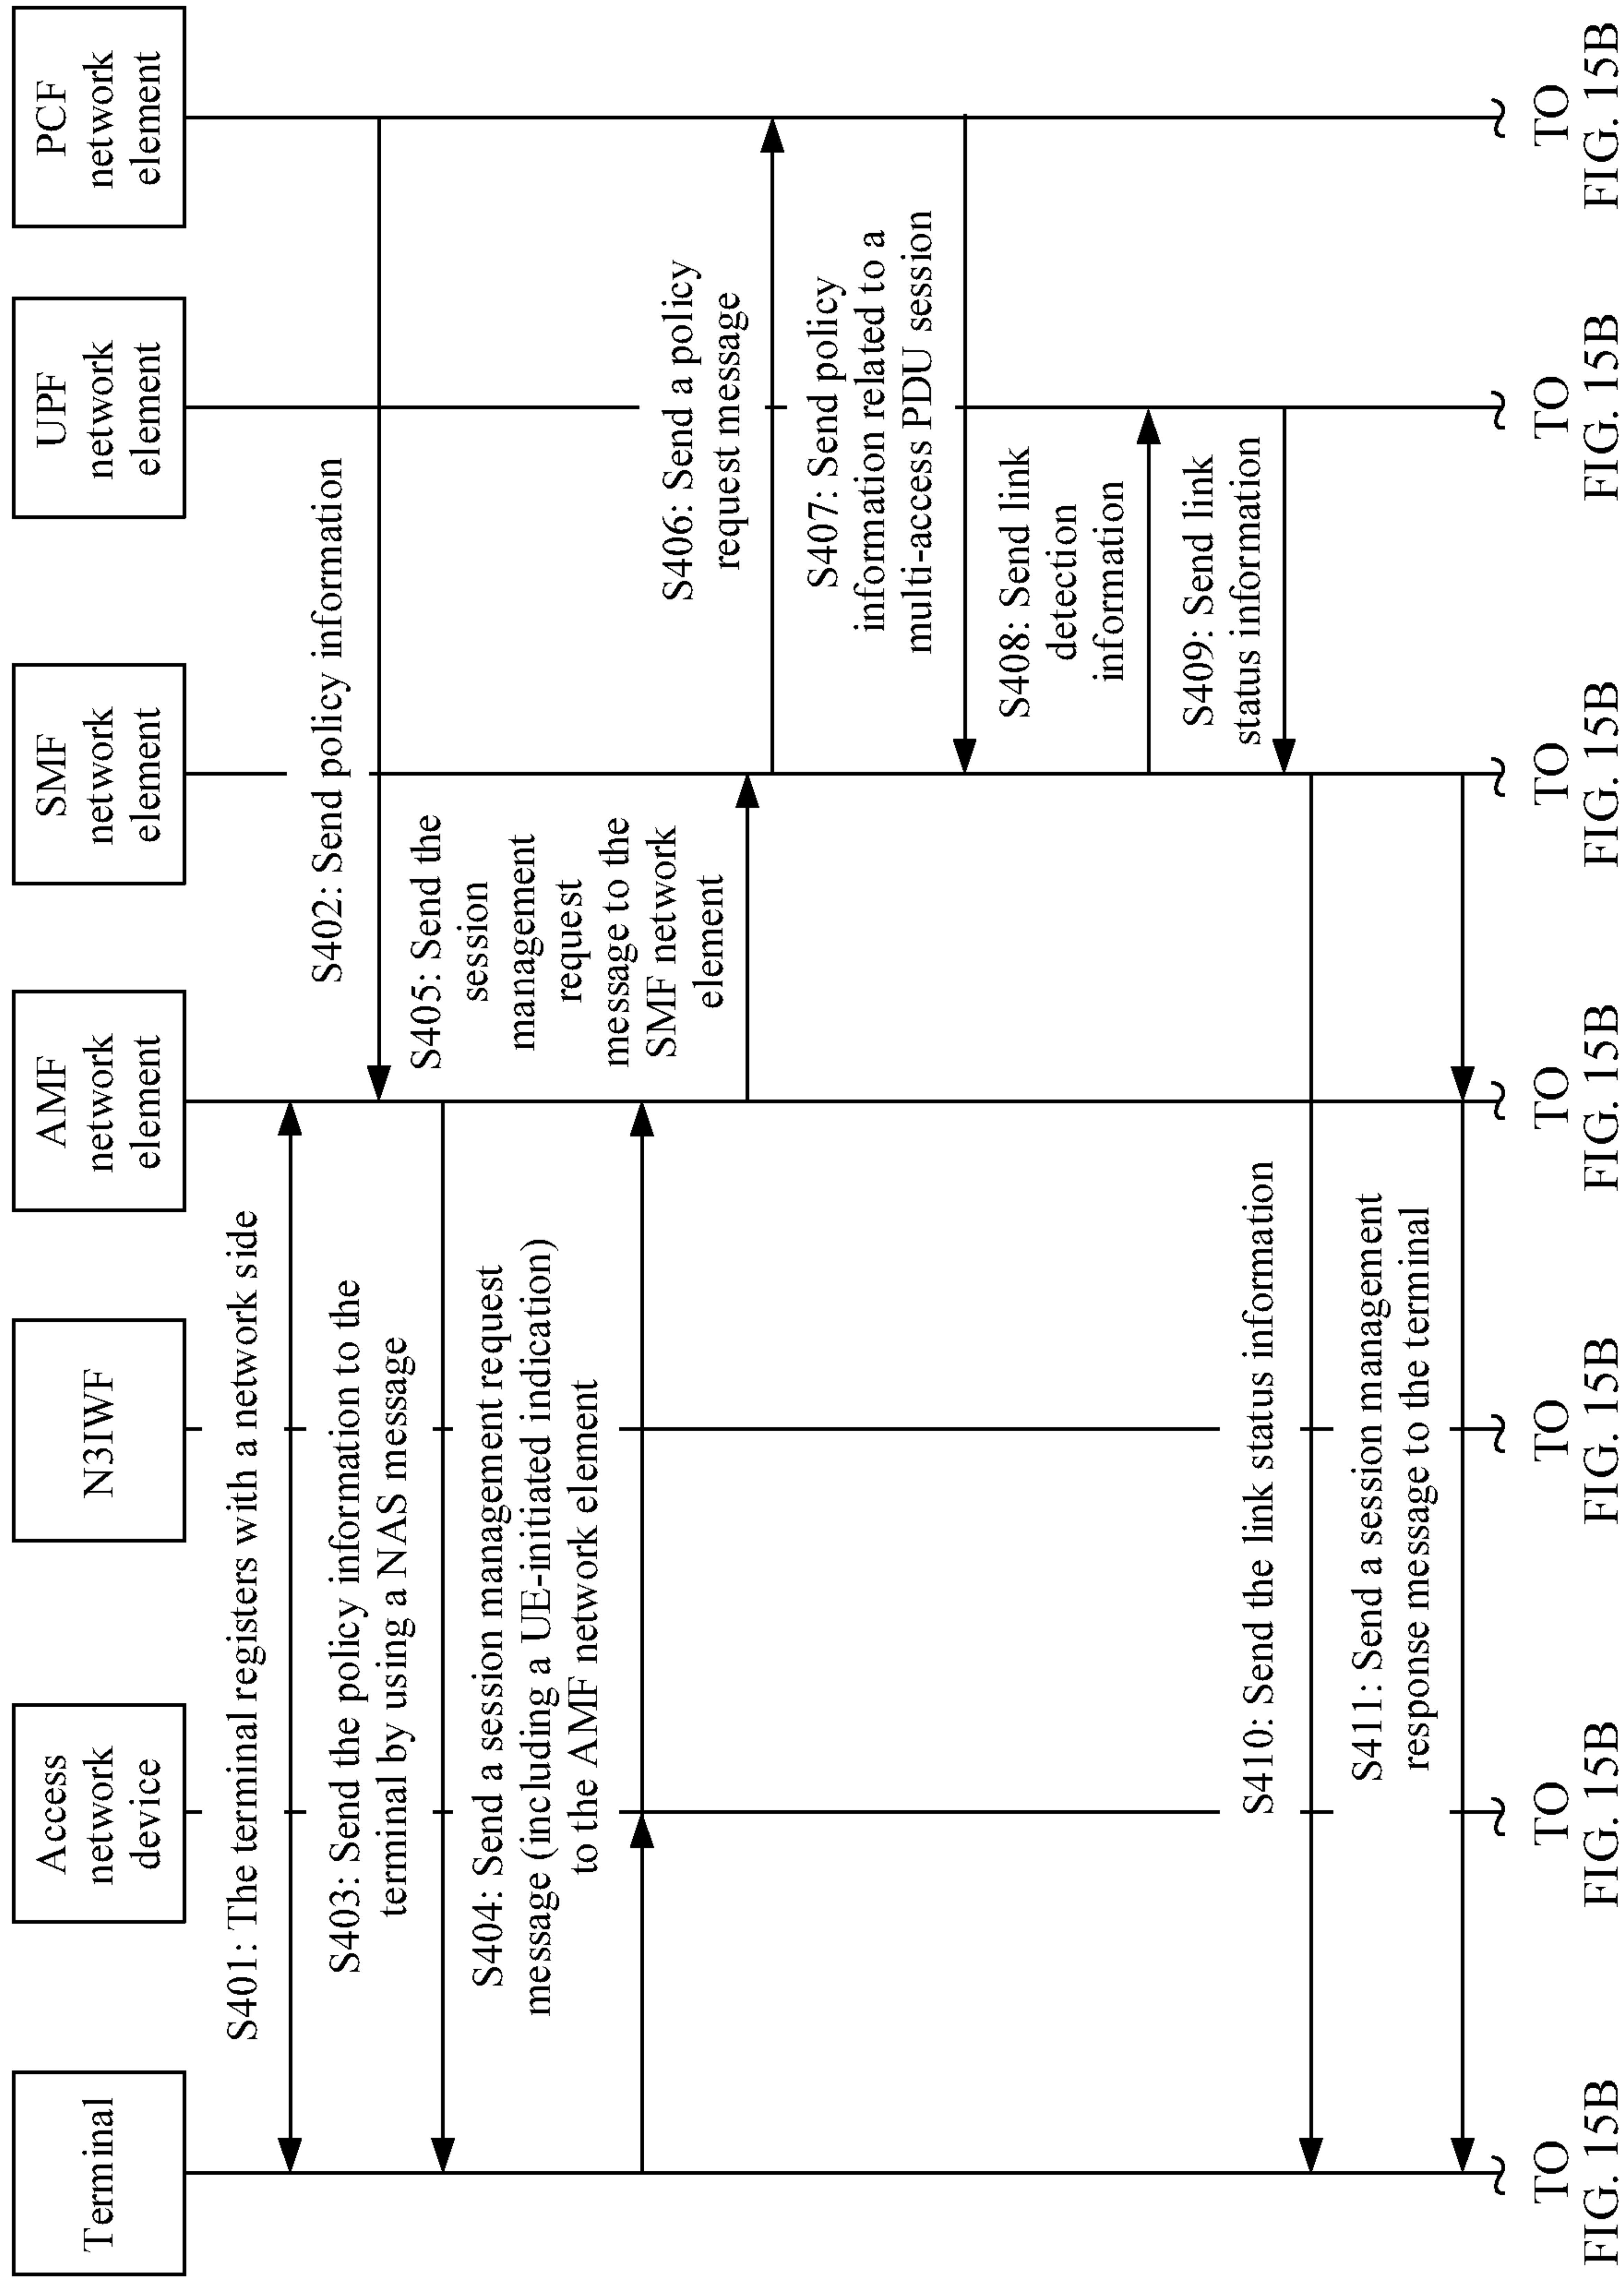 Terminal
Access
network
device
N3IWF
AMF
network
element
SMF
network
element
UPF
network
element
PCF
network
element
S401: The terminal registers with a network side
S402: Send policy information
S403: Send the policy information to the
terminal by using a NAS message
S404: Send a session management request
message (including a UE-initiated indication)
to the AMF network element
S405: Send the
session
management
request
message to the
SMF network
element
S406: Send a policy
request message
S407: Send policy
information related to a
multi-access PDU session
S408: Send link
detection
information
S409: Send link
status information
S410: Send the link status information
S411: Send a session management
response message to the terminal
TO
FIG. 15B
TO
FIG. 15B
TO
FIG. 15B
TO
FIG. 15B
TO
FIG. 15B
TO
FIG. 15B
TO
FIG. 15B